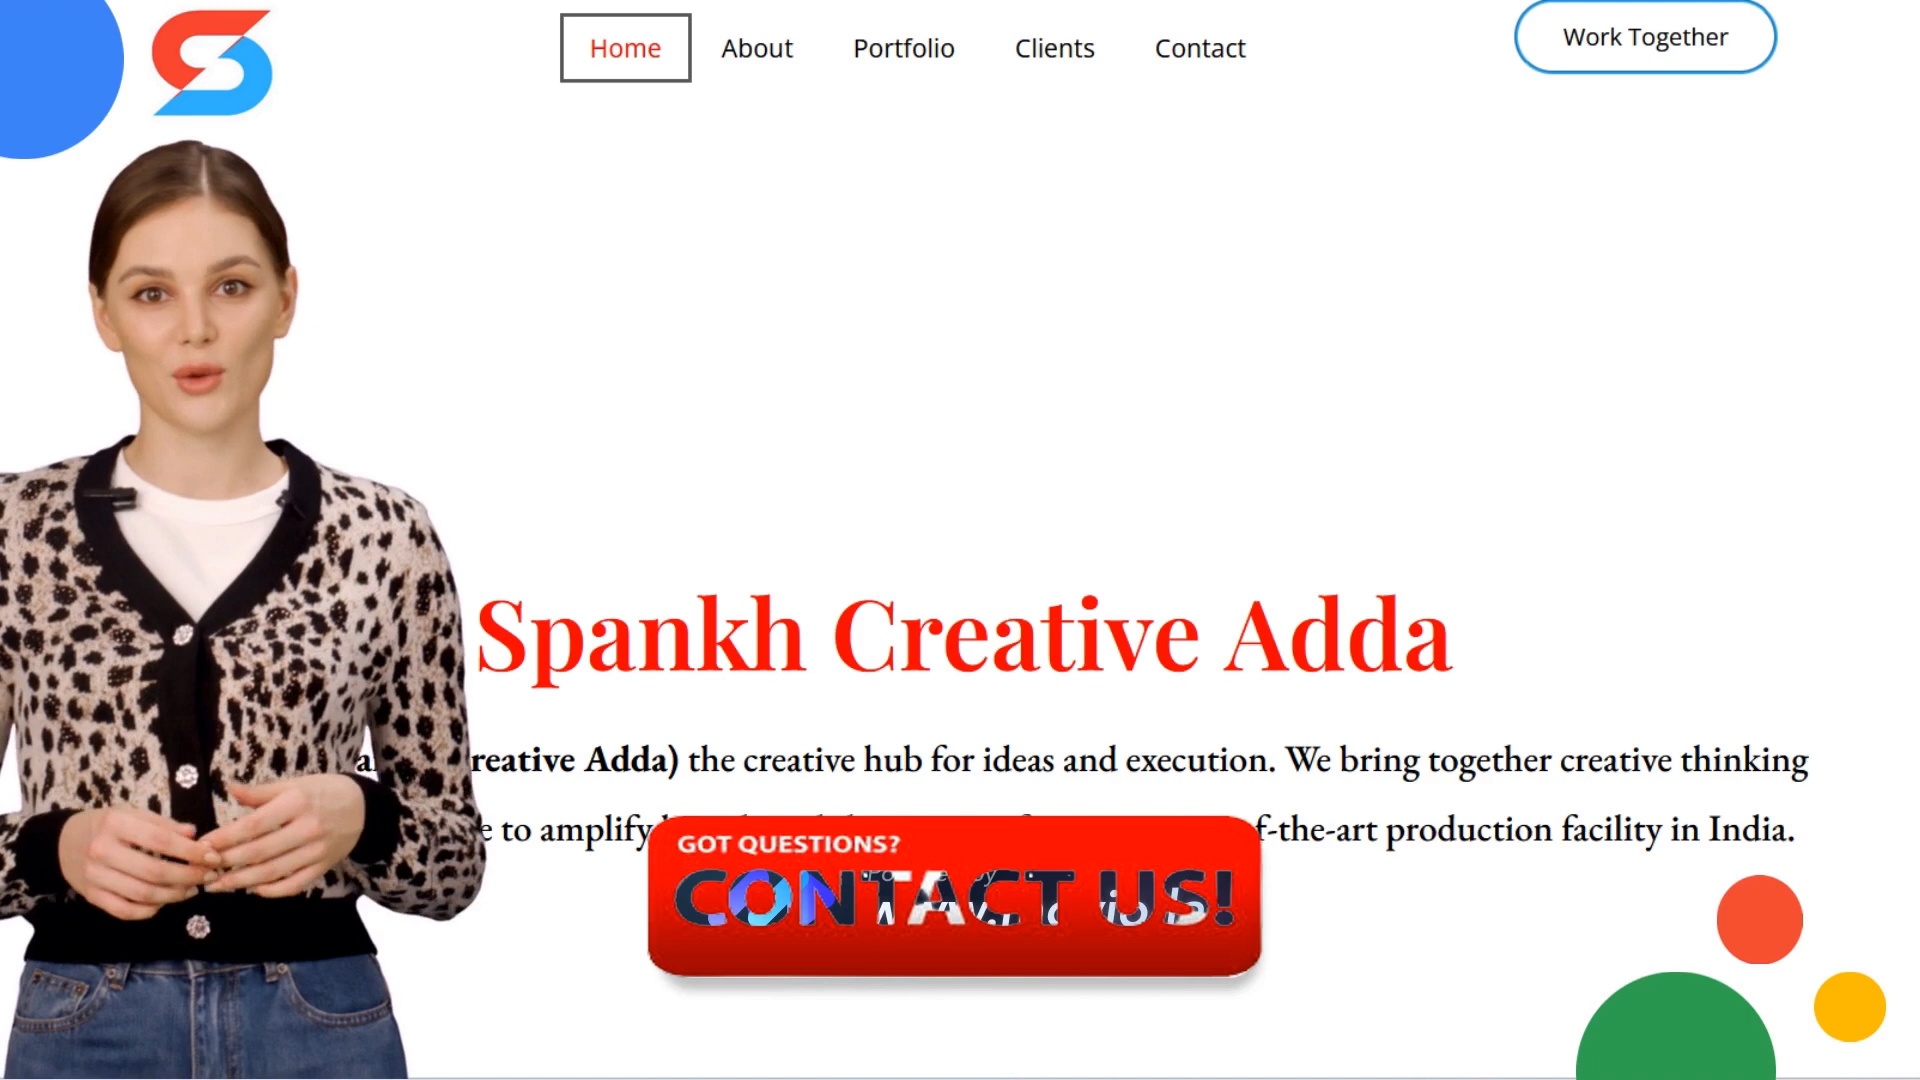 Home About Portfolio Clients Contact
Work Together
Spankh Creative Adda
reative Adda) the creative hub for ideas and execution. We bring together creative thinking
e to amplify f-the-art production facility in India.
GOT QUESTIONS?
CONTACT US!